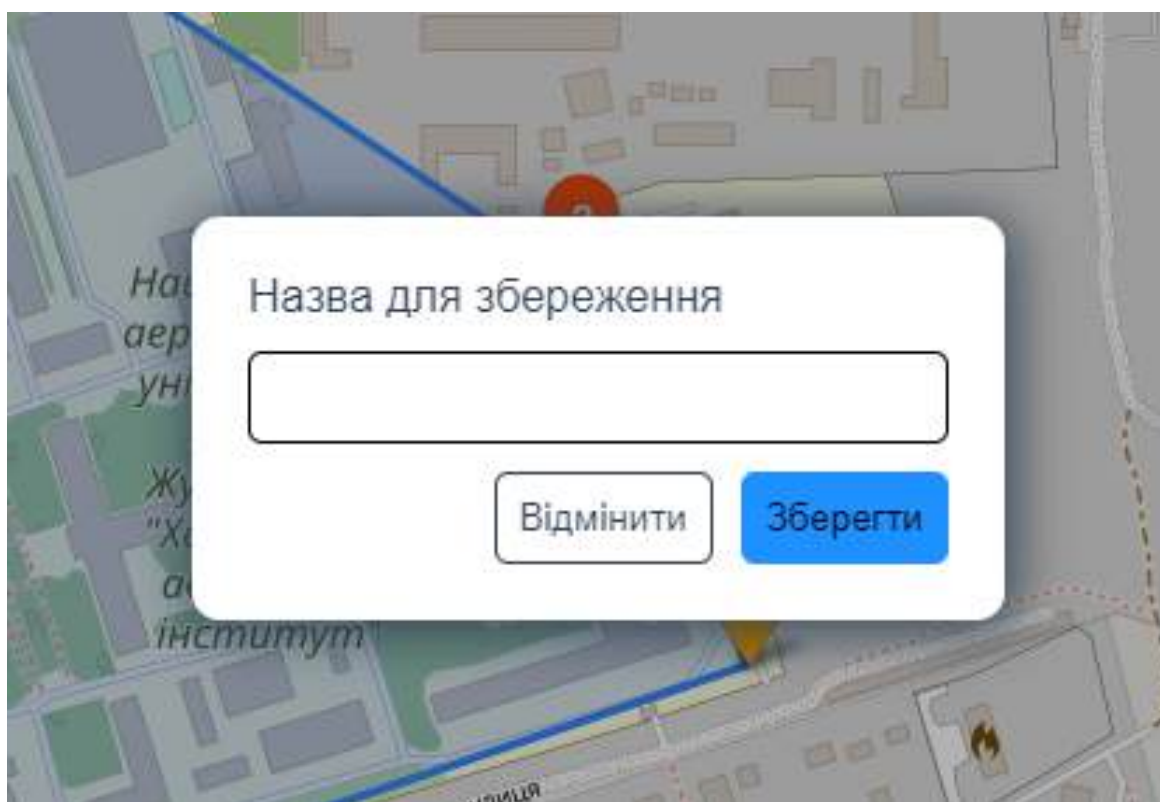 Назва для збереження
Відмінити
Зберегти
інститут